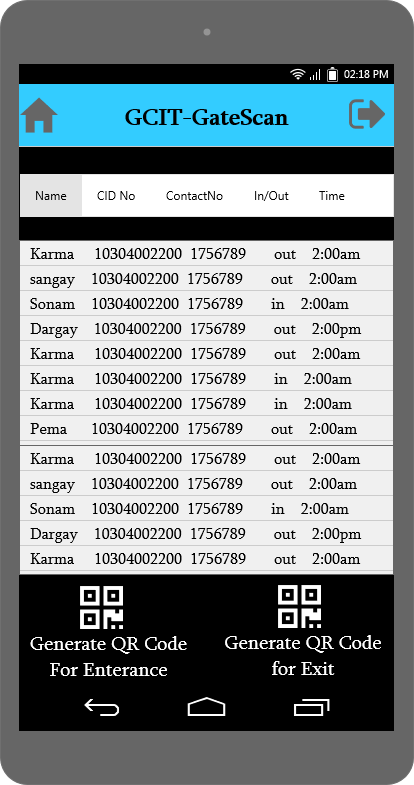 02:18 PM
GCIT-GateScan
Name CID No ContactNo In/Out Time
Karma 10304002200 1756789 out 2:00am
sangay 10304002200 1756789 out 2:00am
Sonam 10304002200 1756789 in 2:00am
Dargay 10304002200 1756789 out 2:00pm
Karma 10304002200 1756789 out 2:00am
Karma 10304002200 1756789 in 2:00am
Karma 10304002200 1756789 in 2:00am
Pema 10304002200 1756789 out 2:00am
Karma 10304002200 1756789 out 2:00am
sangay 10304002200 1756789 out 2:00am
Sonam 10304002200 1756789 in 2:00am
Dargay 10304002200 1756789 out 2:00pm
Karma 10304002200 1756789 out 2:00am
Generate QR Code
For Enterance
Generate QR Code
for Exit